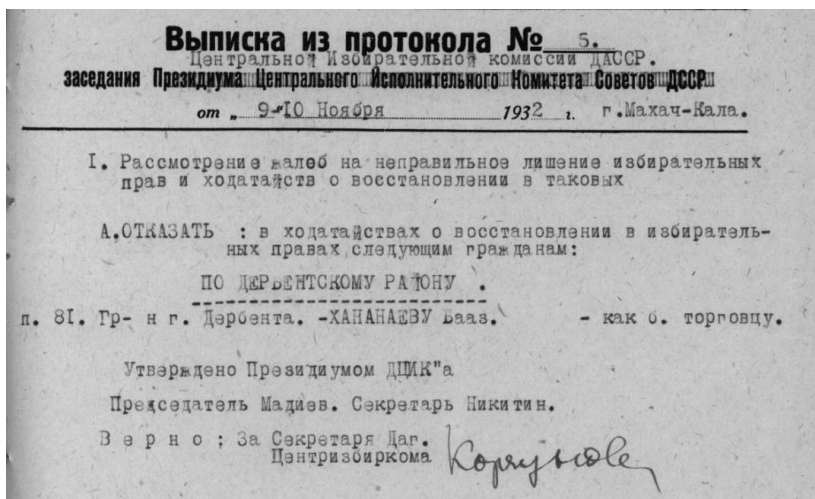 Выписка из протокола № 5.
Центральной Избирательной комиссии ДАССР.
заседания Президиума Центрального Исполнительного Комитета Советов ДССР
от „ 9-10 Ноября 1932 г. г.Махач-Кала.
I. Рассмотрение жалоб на неправильное лишение избирательных
прав и ходатайств о восстановлении в таковых
А.ОТКАЗАТЬ : в ходатайствах о восстановлении в избиратель-
ных правах следующим гражданам:
ПО ДЕРБЕНТСКОМУ РАЙОНУ .
п. 8I. Гр- н г. Дербента. -ХАНАНАЕВУ Бааз. - как б. торговцу.
Утверждено Президиумом ДЦИК"а
Председатель Мадиев. Секретарь Никитин.
В е р н о : За Секретаря Даг.
Центризбиркома